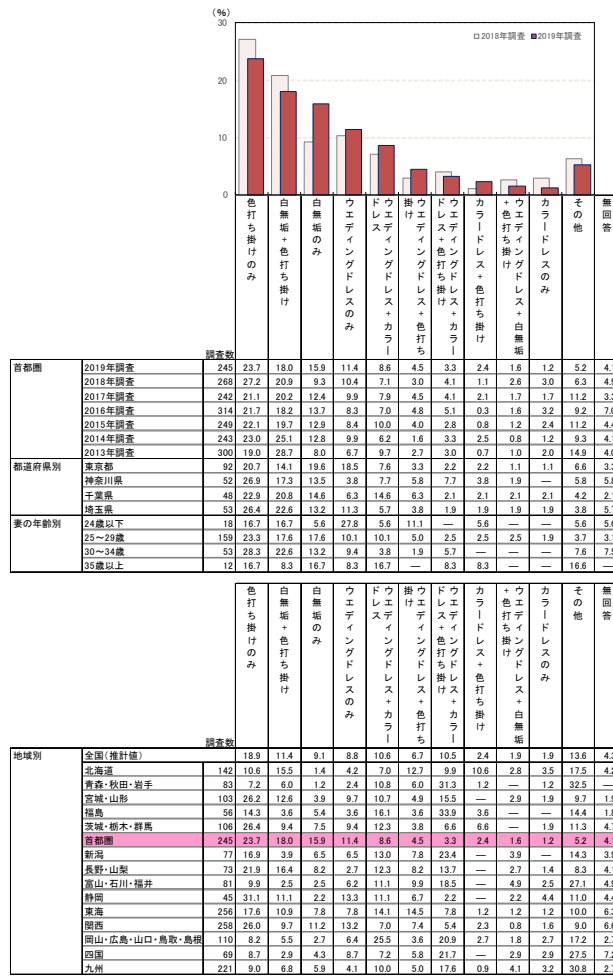 (%)
30
20
10
0
□2018年調査 ■2019年調査
調査数 色打ち掛けのみ 白無垢+色打ち掛け 白無垢のみ ウエディングドレスのみ ウエディングドレス+カラードレス ウエディングドレス+色打ち掛け ウエディングドレス+カラードレス+色打ち掛け カラードレス+色打ち掛け ウエディングドレス+白無垢+色打ち掛け カラードレスのみ その他 無回答
首都圏 2019年調査 245 23.7 18.0 15.9 11.4 8.6 4.5 3.3 2.4 1.6 1.2 5.2
2018年調査 268 27.2 20.9 9.3 10.4 7.1 3.0 4.1 1.1 2.6 3.0 6.3
2017年調査 242 21.1 20.2 12.4 9.9 7.9 4.5 4.1 2.1 1.7 1.7 11.2
2016年調査 314 21.7 18.2 13.7 8.3 7.0 4.8 5.1 0.3 1.6 3.2 9.2
2015年調査 249 22.1 19.7 12.9 8.4 10.0 4.0 2.8 0.8 1.2 2.4 11.2
2014年調査 243 23.0 25.1 12.8 9.9 6.2 1.6 3.3 2.5 0.8 1.2 9.3
2013年調査 300 19.0 28.7 8.0 6.7 9.7 2.7 3.0 0.7 1.0 2.0 14.9
都道府県別 東京都 92 20.7 14.1 19.6 18.5 7.6 3.3 2.2 2.2 1.1 1.1 6.6
神奈川県 52 26.9 17.3 13.5 3.8 7.7 5.8 7.7 3.8 1.9 ― 5.8
千葉県 48 22.9 20.8 14.6 6.3 14.6 6.3 2.1 2.1 2.1 2.1 4.2
埼玉県 53 26.4 22.6 13.2 11.3 5.7 3.8 1.9 1.9 1.9 1.9 3.8
妻の年齢別 24歳以下 18 16.7 16.7 5.6 27.8 5.6 11.1 ― 5.6 ― ― 5.6
25~29歳 159 23.3 17.6 17.6 10.1 10.1 5.0 2.5 2.5 2.5 1.9 3.7
30~34歳 53 28.3 22.6 13.2 9.4 3.8 1.9 5.7 ― ― ― 7.6
35歳以上 12 16.7 8.3 16.7 8.3 16.7 ― 8.3 8.3 ― ― 16.6 ―
調査数 色打ち掛けのみ 白無垢+色打ち掛け 白無垢のみ ウエディングドレスのみ ウエディングドレス+カラードレス ウエディングドレス+色打ち掛け ウエディングドレス+カラードレス+色打ち掛け カラードレス+色打ち掛け ウエディングドレス+白無垢+色打ち掛け カラードレスのみ その他 無回答
地域別 全国(推計値) 18.9 11.4 9.1 8.8 10.6 6.7 10.5 2.4 1.9 1.9 13.6
北海道 142 10.6 15.5 1.4 4.2 7.0 12.7 9.9 10.6 2.8 3.5 17.5
青森・秋田・岩手 83 7.2 6.0 1.2 2.4 10.8 6.0 31.3 1.2 ― 1.2 32.5 ―
宮城・山形 103 26.2 12.6 3.9 9.7 10.7 4.9 15.5 ― 2.9 1.9 9.7
福島 56 14.3 3.6 3.6 3.6 16.1 3.6 33.9 3.6 ― ― 14.4
茨城・栃木・群馬 106 26.4 9.4 7.5 9.4 12.3 3.8 6.6 6.6 ― 1.9 11.3
首都圏 245 23.7 18.0 15.9 11.4 8.6 4.5 3.3 2.4 1.6 1.2 5.2
新潟 77 16.9 3.9 6.5 6.5 13.0 7.8 23.4 ― 3.9 ― 14.3
長野・山梨 73 21.9 16.4 8.2 2.7 12.3 8.2 13.7 ― 2.7 1.4 8.3
富山・石川・福井 81 9.9 2.5 2.5 6.2 11.1 9.9 18.5 ― 4.9 2.5 27.1
静岡 45 31.1 11.1 2.2 13.3 11.1 6.7 2.2 ― 2.2 4.4 11.0
東海 256 17.6 10.9 7.8 7.8 14.1 14.5 7.8 1.2 1.2 1.2 10.0
関西 258 26.0 9.7 11.2 13.2 7.0 7.4 5.4 2.3 0.8 1.6 9.0
岡山・広島・山口・鳥取・島根 110 8.2 5.5 2.7 6.4 25.5 3.6 20.9 2.7 1.8 2.7 17.2
四国 69 8.7 2.9 4.3 8.7 7.2 5.8 21.7 ― 2.9 2.9 27.5
九州 221 9.0 6.8 5.9 4.1 10.0 5.0 17.6 0.9 4.1 3.2 30.8